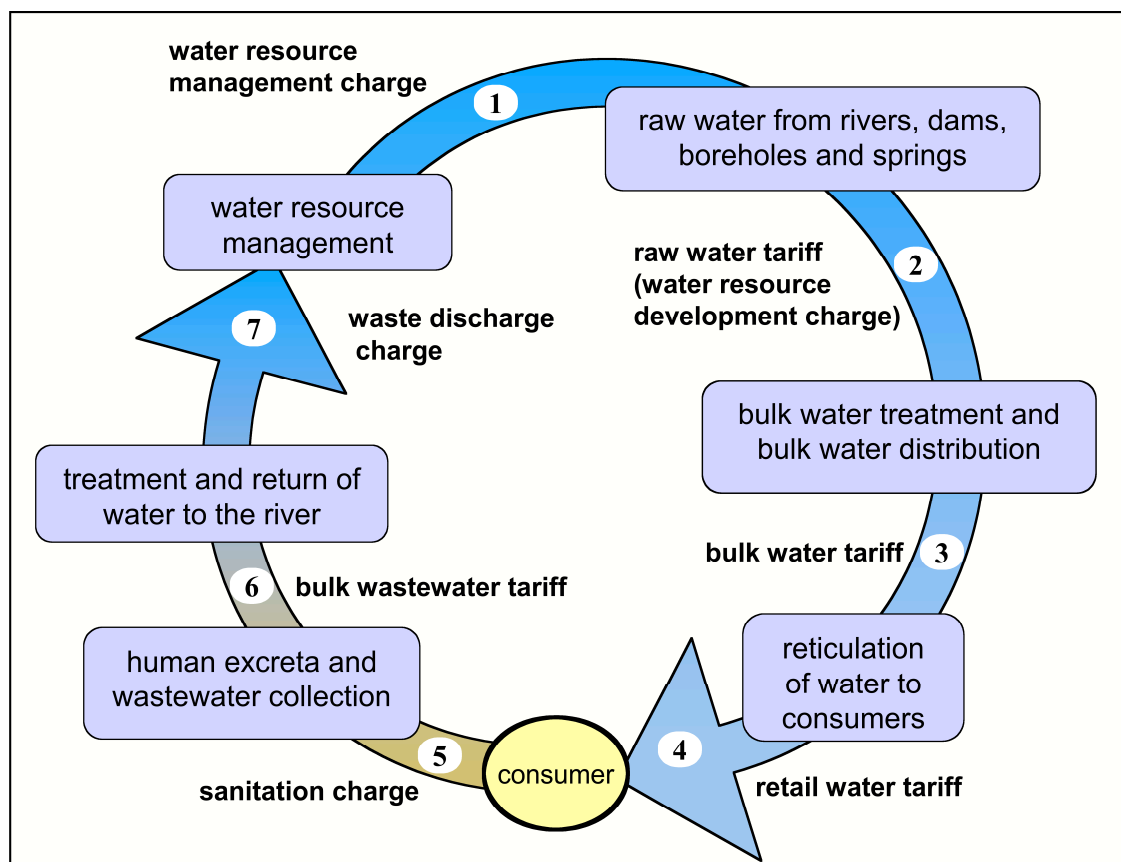 water resource
management charge
1
raw water from rivers, dams,
boreholes and springs
water resource
management
raw water tariff
(water resource
development charge)
2
7
waste discharge
charge
bulk water treatment and
bulk water distribution
treatment and return of
water to the river
bulk water tariff
3
6
bulk wastewater tariff
reticulation
of water to
consumers
human excreta and
wastewater collection
4
5
consumer
retail water tariff
sanitation charge